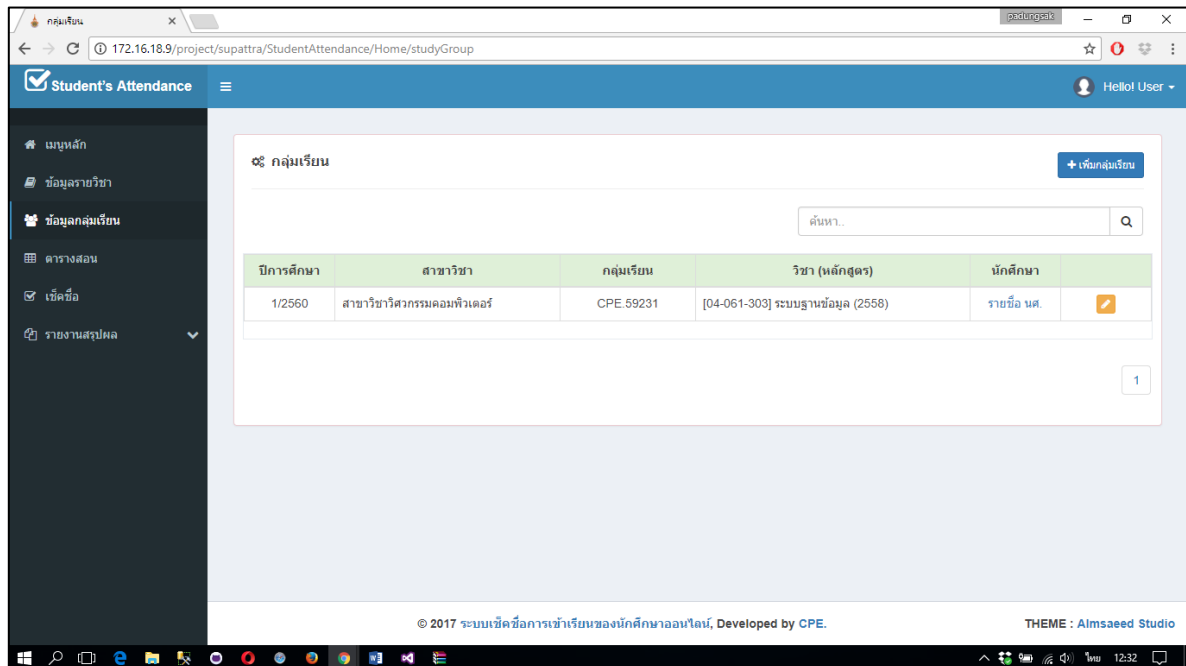 กลุ่มเรียน
padungsak
172.16.18.9/project/supattra/StudentAttendance/Home/studyGroup
Student's Attendance
Hello! User
เมนูหลัก
ข้อมูลรายวิชา
ข้อมูลกลุ่มเรียน
ตารางสอน
เช็คชื่อ
รายงานสรุปผล
กลุ่มเรียน
เพิ่มกลุ่มเรียน
ค้นหา..
ปีการศึกษา สาขาวิชา กลุ่มเรียน วิชา (หลักสูตร) นักศึกษา
1/2560 สาขาวิชาวิศวกรรมคอมพิวเตอร์ CPE.59231 [04-061-303] ระบบฐานข้อมูล (2558) รายชื่อ นศ.
1
© 2017 ระบบเช็คชื่อการเข้าเรียนของนักศึกษาออนไลน์, Developed by CPE.
THEME : Almsaeed Studio
ไทย 12:32